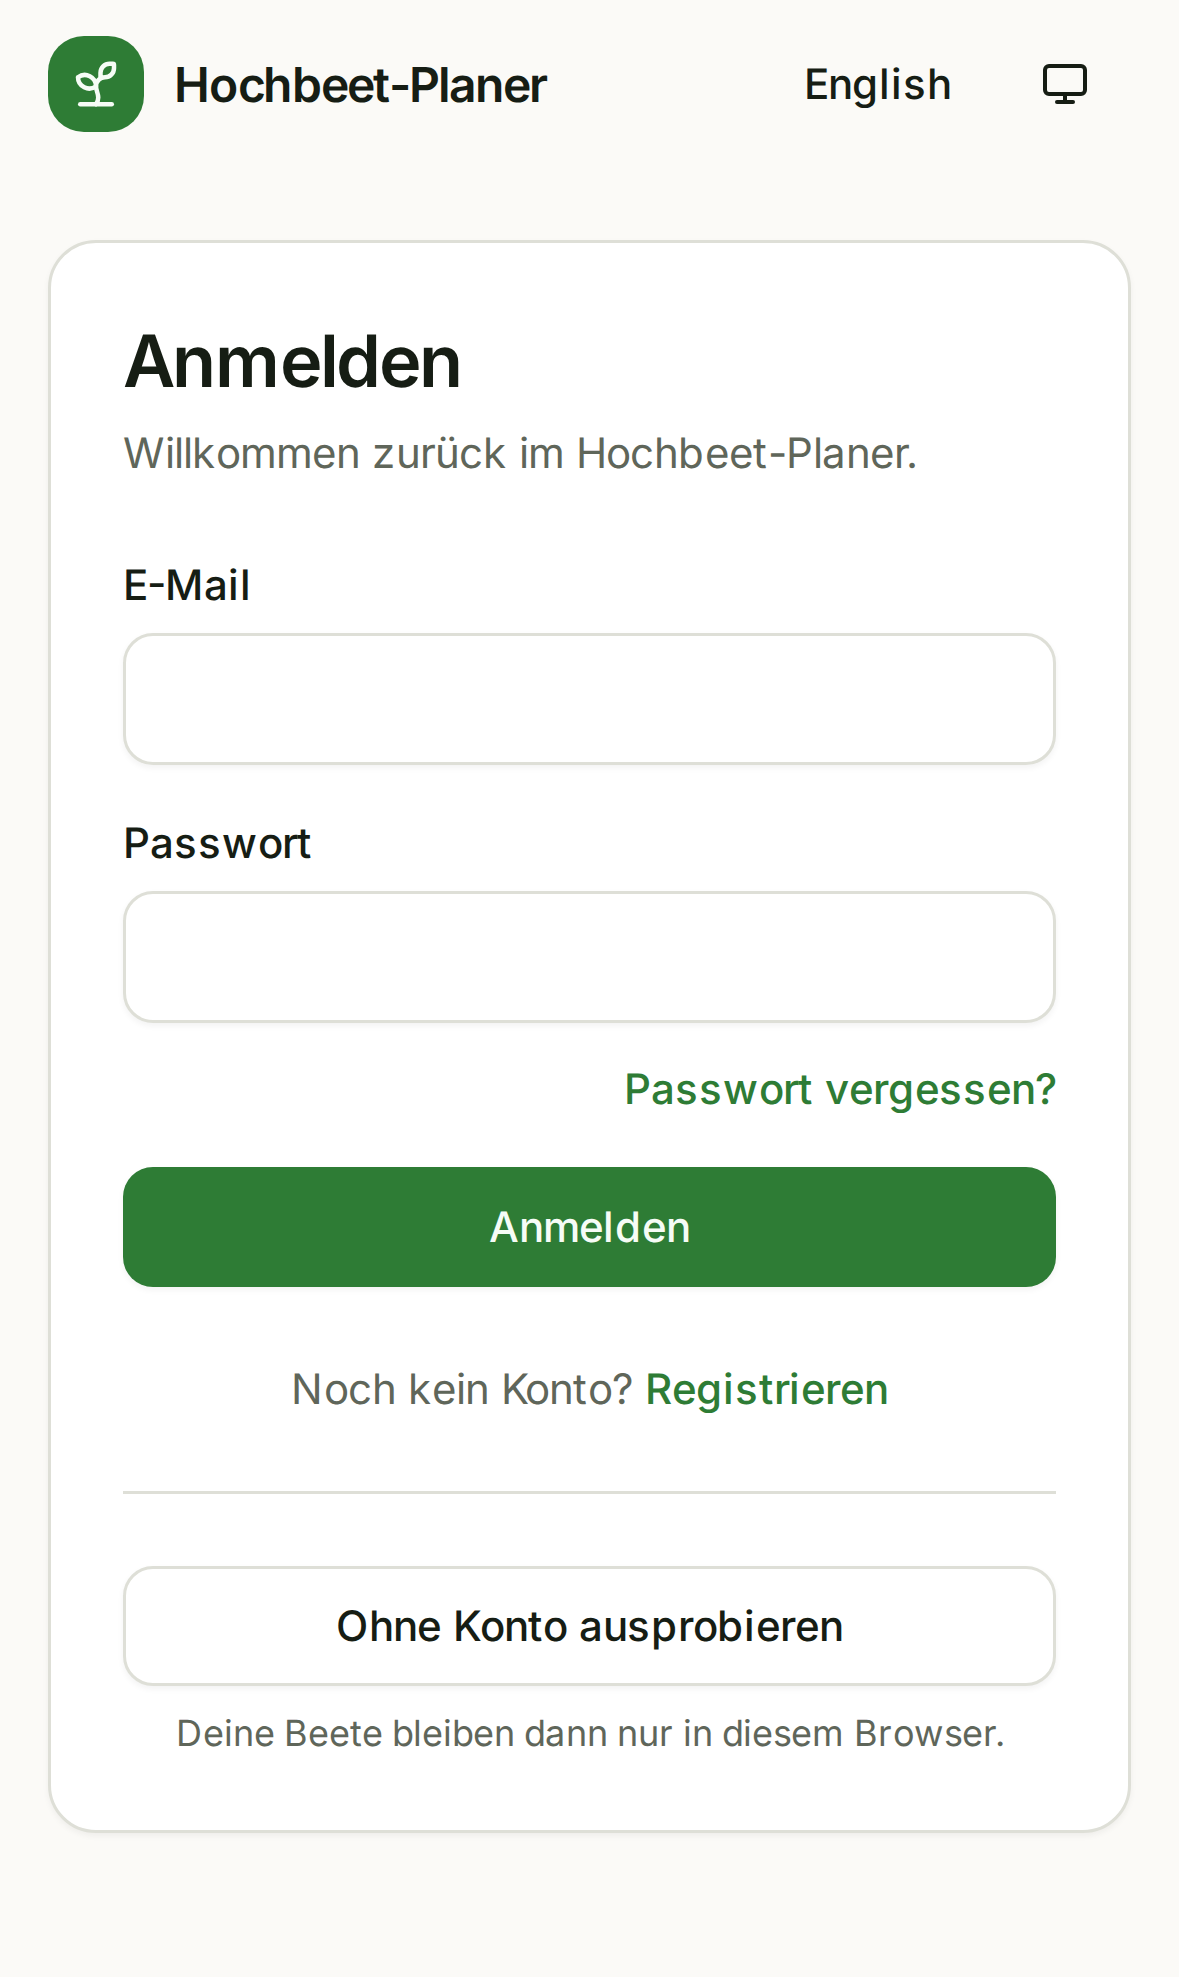 Hochbeet-Planer
English
Anmelden
Willkommen zurück im Hochbeet-Planer.
E-Mail
Passwort
Passwort vergessen?
Anmelden
Noch kein Konto? Registrieren
Ohne Konto ausprobieren
Deine Beete bleiben dann nur in diesem Browser.